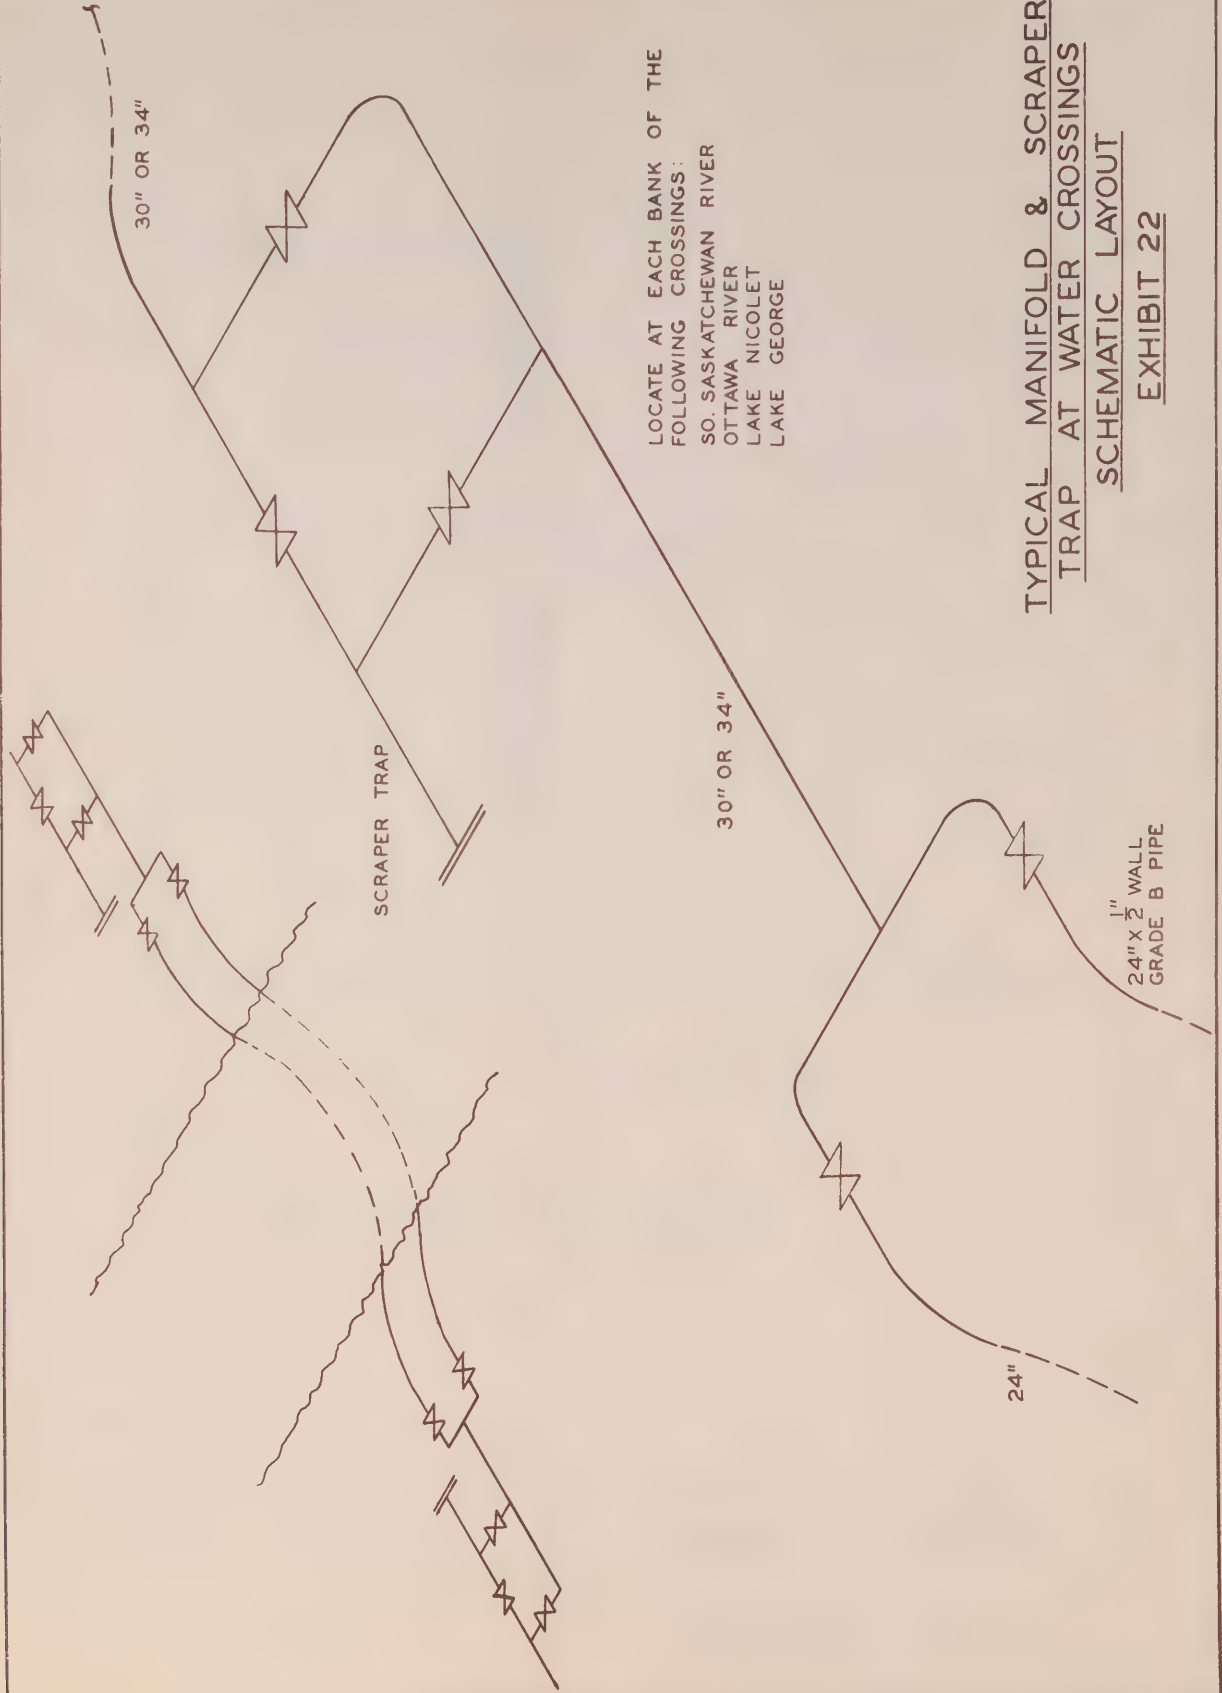 30" OR 34"
SCRAPER TRAP
LOCATE AT EACH BANK OF THE
FOLLOWING CROSSINGS:
SO. SASKATCHEWAN RIVER
OTTAWA RIVER
LAKE NICOLET
LAKE GEORGE
30" OR 34"
24"
24" X 1/2" WALL
GRADE B PIPE
TYPICAL MANIFOLD & SCRAPER
TRAP AT WATER CROSSINGS
SCHEMATIC LAYOUT
EXHIBIT 22